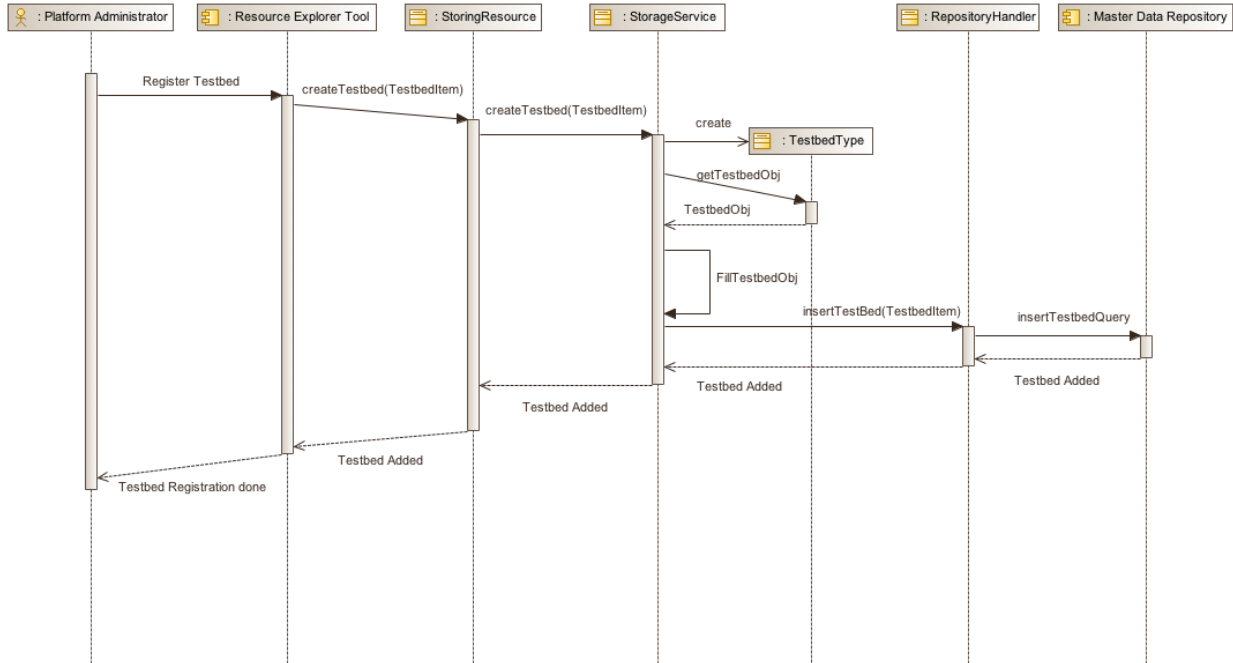 : Platform Administrator
: Resource Explorer Tool
: StoringResource
: StorageService
: RepositoryHandler
: Master Data Repository
Register Testbed
createTestbed(TestbedItem)
createTestbed(TestbedItem)
create
: TestbedType
getTestbedObj
TestbedObj
FillTestbedObj
insertTestBed(TestbedItem)
insertTestbedQuery
Testbed Added
Testbed Added
Testbed Added
Testbed Added
Testbed Registration done